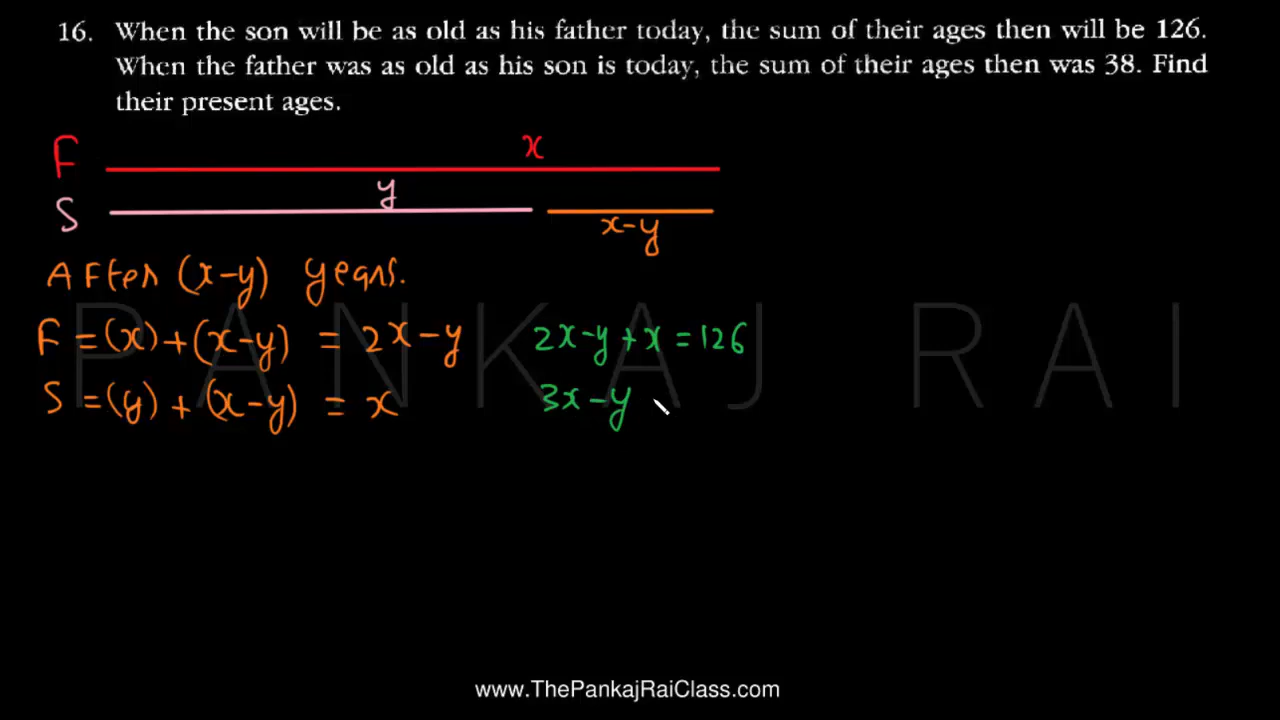 16. When the son will be as old as his father today, the sum of their ages then will be 126.
When the father was as old as his son is today, the sum of their ages then was 38. Find
their present ages.
F x
S y x-y
After (x-y) years.
F = (x) + (x-y) = 2x-y 2x-y+x = 126
S = (y) + (x-y) = x 3x-y
PANKAJ RAI
www.ThePankajRaiClass.com